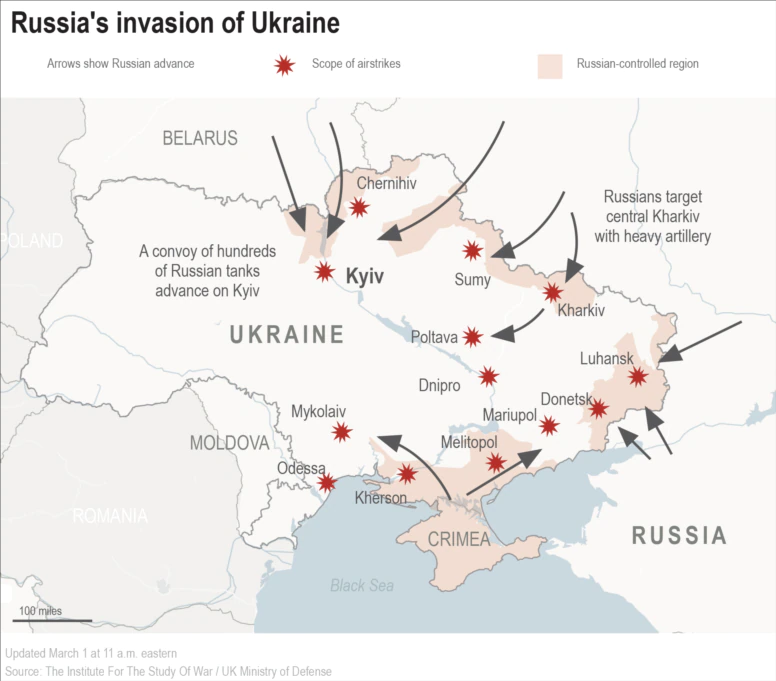 Russia's invasion of Ukraine
Arrows show Russian advance
Scope of airstrikes
Russian-controlled region
BELARUS
Chernihiv
Russians target
central Kharkiv
with heavy artillery
POLAND
A convoy of hundreds
of Russian tanks
advance on Kyiv
Kyiv
Sumy
Kharkiv
UKRAINE
Poltava
Luhansk
Dnipro
Donetsk
Mykolaiv
Mariupol
MOLDOVA
Melitopol
Odessa
Kherson
ROMANIA
CRIMEA
RUSSIA
Black Sea
100 miles
Updated March 1 at 11 a.m. eastern
Source: The Institute For The Study Of War / UK Ministry of Defense